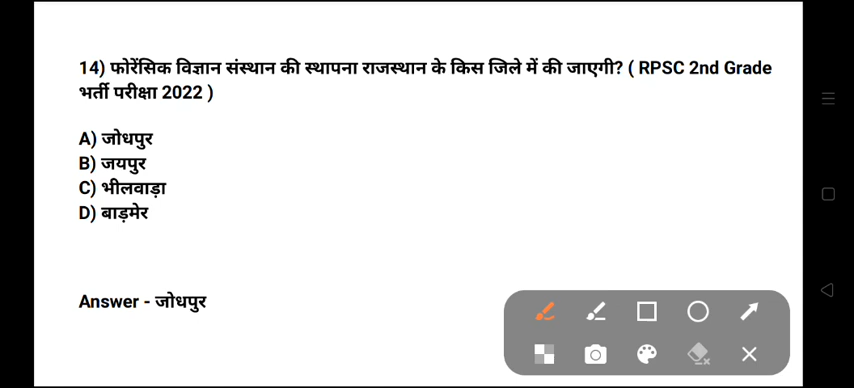 14) फोरेंसिक विज्ञान संस्थान की स्थापना राजस्थान के किस जिले में की जाएगी? ( RPSC 2nd Grade
भर्ती परीक्षा 2022 )
A) जोधपुर
B) जयपुर
C) भीलवाड़ा
D) बाड़मेर
Answer - जोधपुर